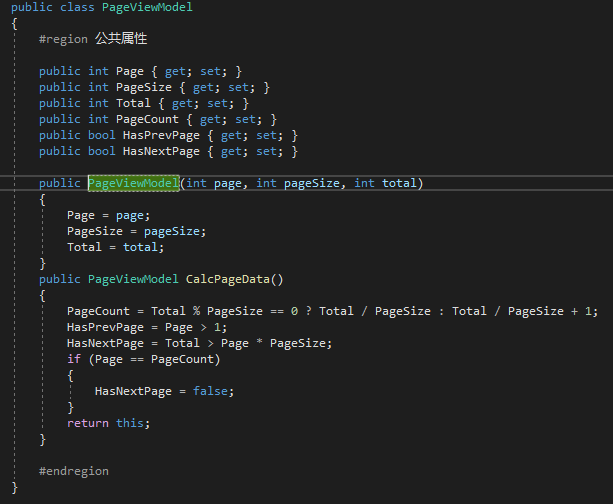 public class PageViewModel
{
#region 公共属性
public int Page { get; set; }
public int PageSize { get; set; }
public int Total { get; set; }
public int PageCount { get; set; }
public bool HasPrevPage { get; set; }
public bool HasNextPage { get; set; }
public PageViewModel(int page, int pageSize, int total)
{
Page = page;
PageSize = pageSize;
Total = total;
}
public PageViewModel CalcPageData()
{
PageCount = Total % PageSize == 0 ? Total / PageSize : Total / PageSize + 1;
HasPrevPage = Page > 1;
HasNextPage = Total > Page * PageSize;
if (Page == PageCount)
{
HasNextPage = false;
}
return this;
}
#endregion
}